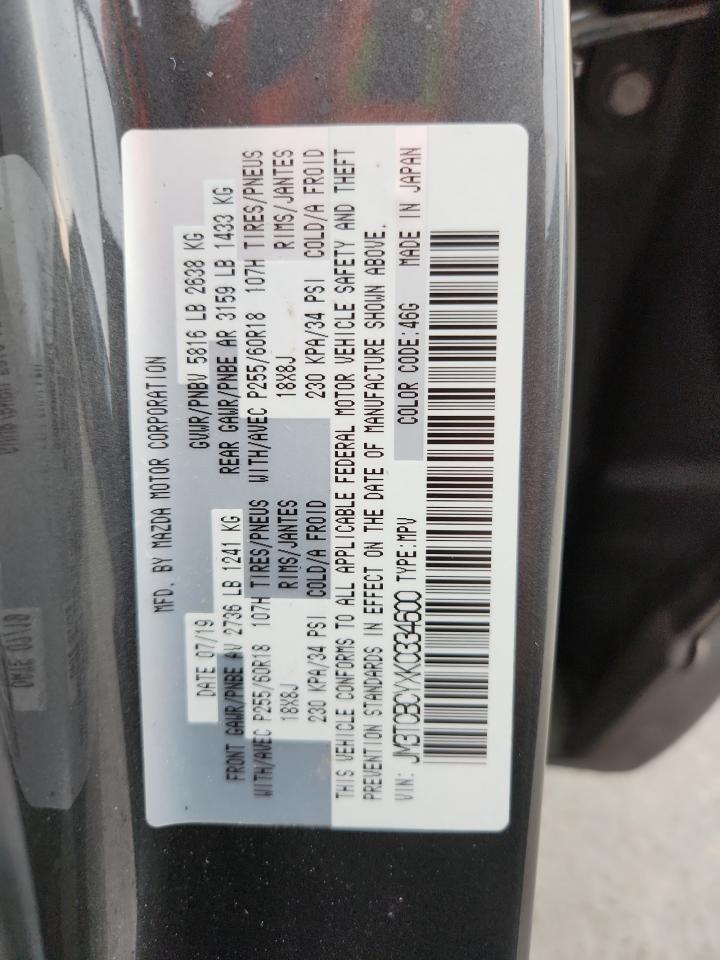 MFD. BY MAZDA MOTOR CORPORATION
DATE 07/19 GVWR/PNBV 5816 LB 2638 KG
FRONT GAWR/PNBE AV 2736 LB 1241 KG REAR GAWR/PNBE AR 3159 LB 1433 KG
WITH/AVEC P255/60R18 107H TIRES/PNEUS WITH/AVEC P255/60R18 107H TIRES/PNEUS
18X8J RIMS/JANTES 18X8J RIMS/JANTES
230 KPA/34 PSI COLD/A FROID 230 KPA/34 PSI COLD/A FROID
THIS VEHICLE CONFORMS TO ALL APPLICABLE FEDERAL MOTOR VEHICLE SAFETY AND THEFT
PREVENTION STANDARDS IN EFFECT ON THE DATE OF MANUFACTURE SHOWN ABOVE.
VIN: JM3TCBCYXK0334600 TYPE:MPV COLOR CODE:46G MADE IN JAPAN